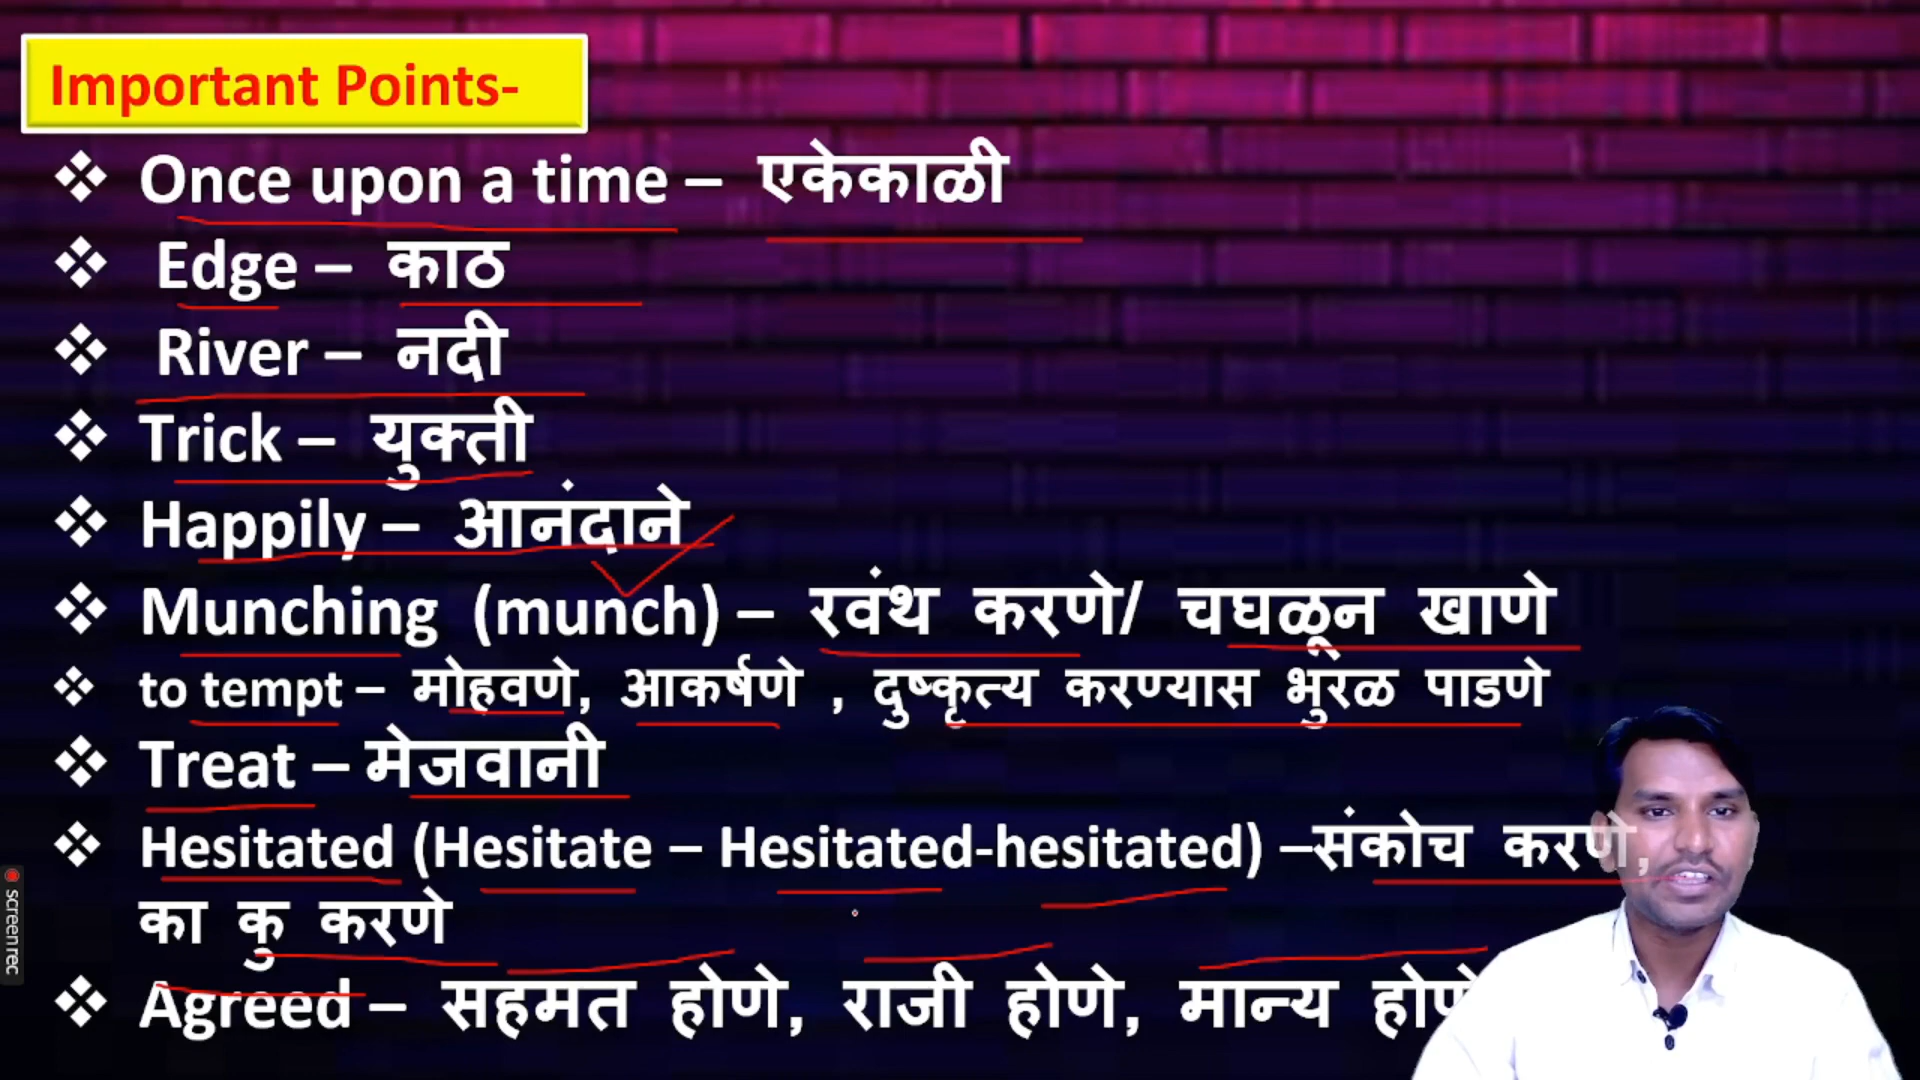 Important Points-
❖ Once upon a time – एकेकाळी
❖ Edge – काठ
❖ River – नदी
❖ Trick – युक्ती
❖ Happily – आनंदाने
❖ Munching (munch) – रवंथ करणे/ चघळून खाणे
❖ to tempt – मोहवणे, आकर्षणे , दुष्कृत्य करण्यास भुरळ पाडणे
❖ Treat – मेजवानी
❖ Hesitated (Hesitate – Hesitated-hesitated) –संकोच करणे,
का कु करणे
❖ Agreed – सहमत होणे, राजी होणे, मान्य
screenrec